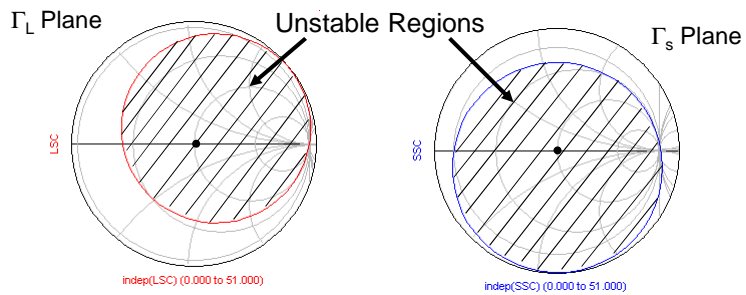 ΓL Plane
Unstable Regions
Γs Plane
LSC
SSC
indep(LSC) (0.000 to 51.000)
indep(SSC) (0.000 to 51.000)